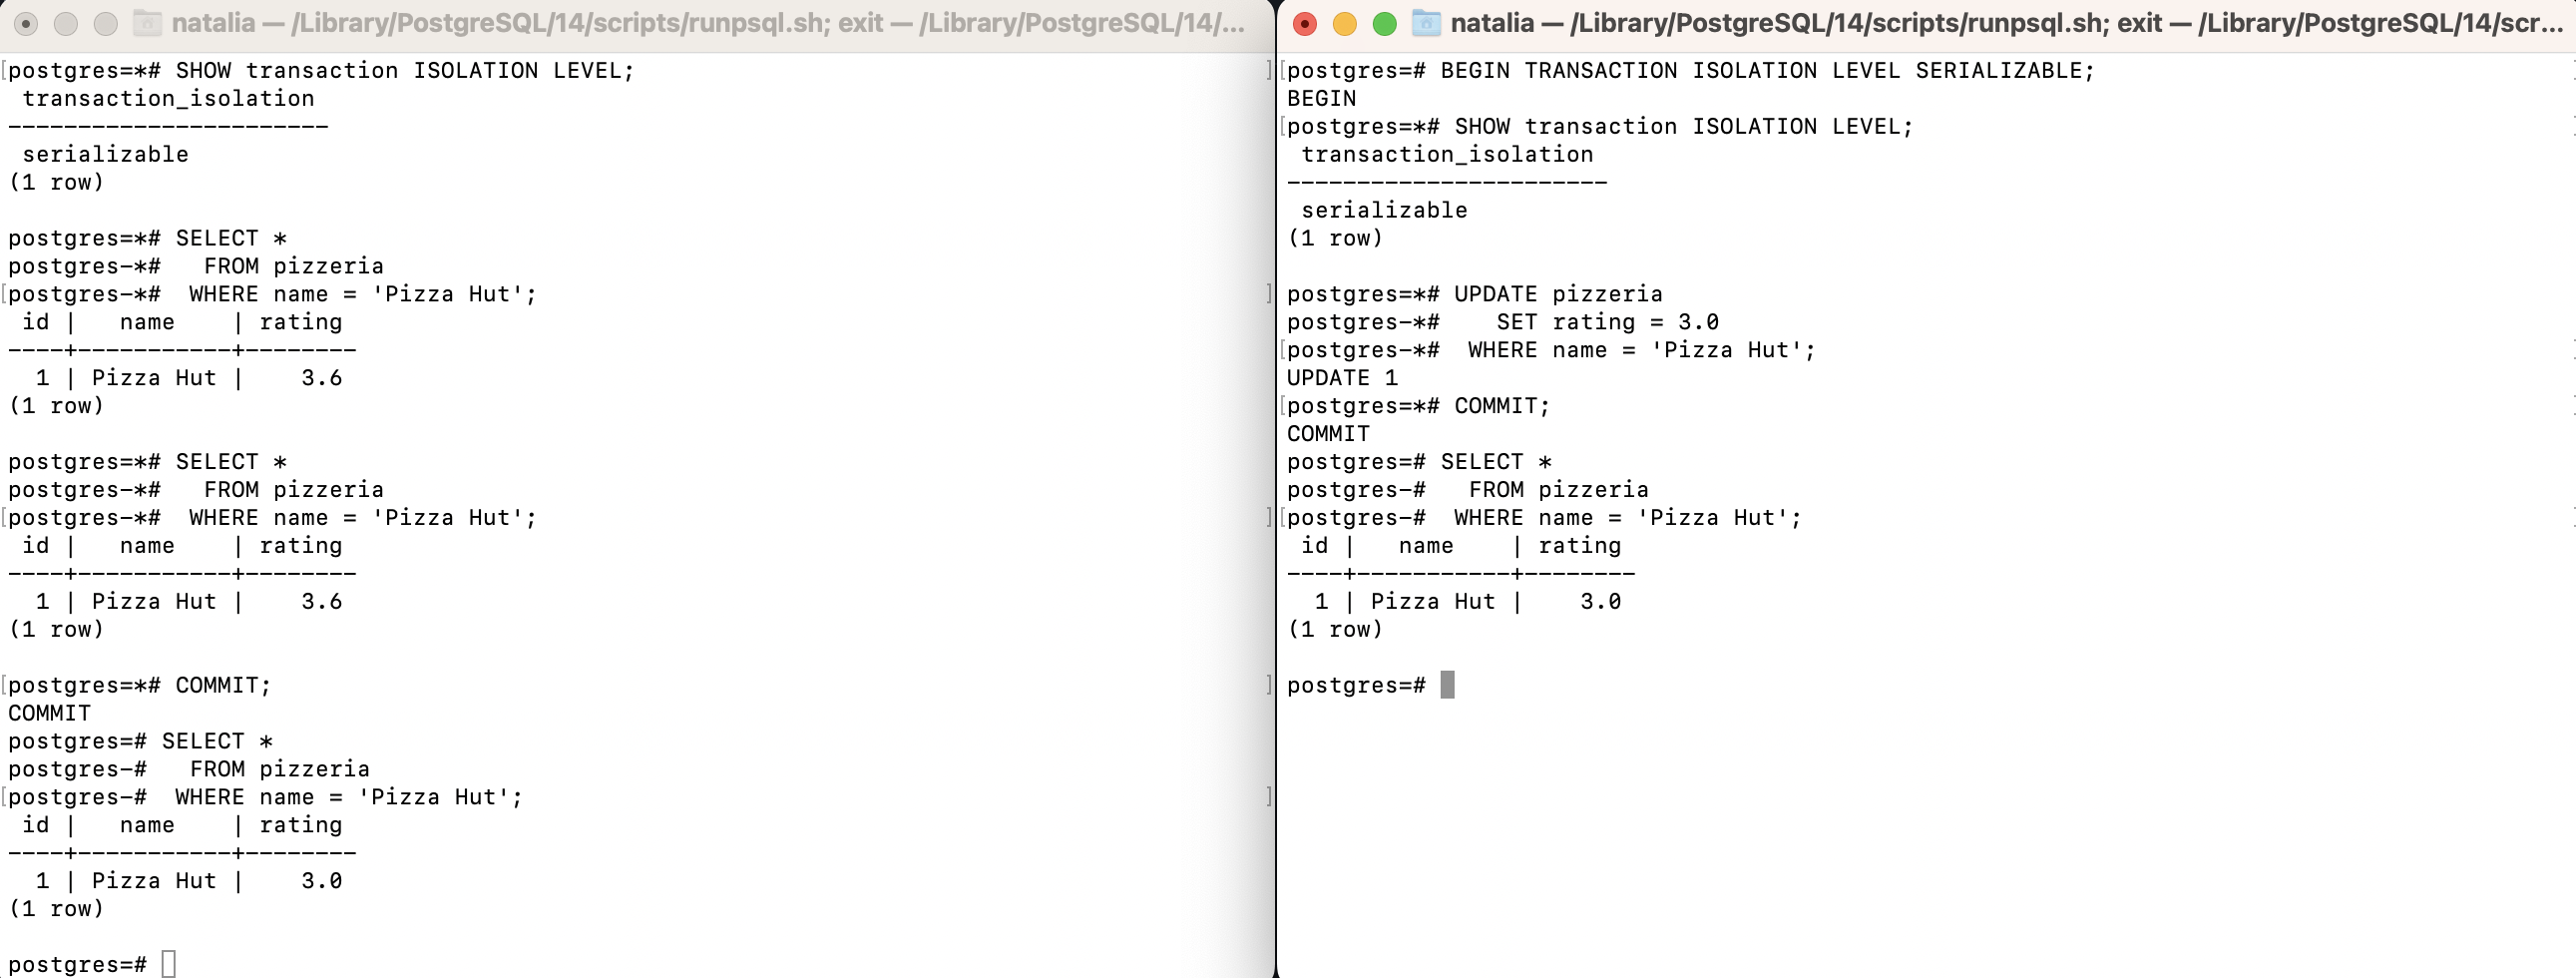 natalia — /Library/PostgreSQL/14/scripts/runpsql.sh; exit — /Library/PostgreSQL/14/...
postgres=*# SHOW transaction ISOLATION LEVEL;
 transaction_isolation
-----------------------
 serializable
(1 row)
postgres=*# SELECT *
postgres-*#   FROM pizzeria
postgres-*#  WHERE name = 'Pizza Hut';
 id |   name    | rating
----+-----------+--------
  1 | Pizza Hut |    3.6
(1 row)
postgres=*# SELECT *
postgres-*#   FROM pizzeria
postgres-*#  WHERE name = 'Pizza Hut';
 id |   name    | rating
----+-----------+--------
  1 | Pizza Hut |    3.6
(1 row)
postgres=*# COMMIT;
COMMIT
postgres=# SELECT *
postgres-#   FROM pizzeria
postgres-#  WHERE name = 'Pizza Hut';
 id |   name    | rating
----+-----------+--------
  1 | Pizza Hut |    3.0
(1 row)
postgres=#
natalia — /Library/PostgreSQL/14/scripts/runpsql.sh; exit — /Library/PostgreSQL/14/scr...
postgres=# BEGIN TRANSACTION ISOLATION LEVEL SERIALIZABLE;
BEGIN
postgres=*# SHOW transaction ISOLATION LEVEL;
 transaction_isolation
-----------------------
 serializable
(1 row)
postgres=*# UPDATE pizzeria
postgres-*#    SET rating = 3.0
postgres-*#  WHERE name = 'Pizza Hut';
UPDATE 1
postgres=*# COMMIT;
COMMIT
postgres=# SELECT *
postgres-#   FROM pizzeria
postgres-#  WHERE name = 'Pizza Hut';
 id |   name    | rating
----+-----------+--------
  1 | Pizza Hut |    3.0
(1 row)
postgres=#